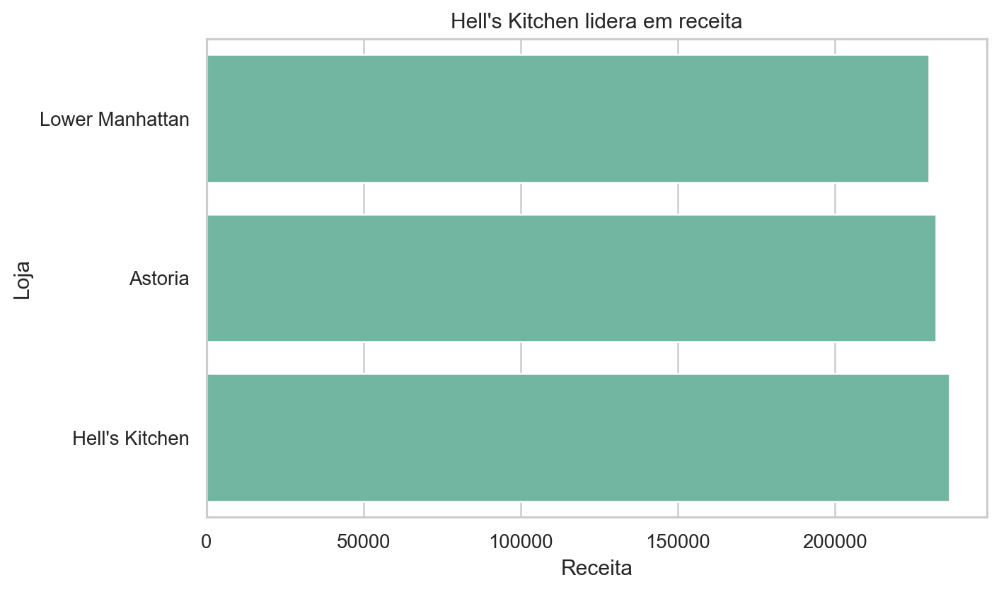 Hell's Kitchen lidera em receita
Lower Manhattan
Astoria
Hell's Kitchen
Loja
0
50000
100000
150000
200000
Receita